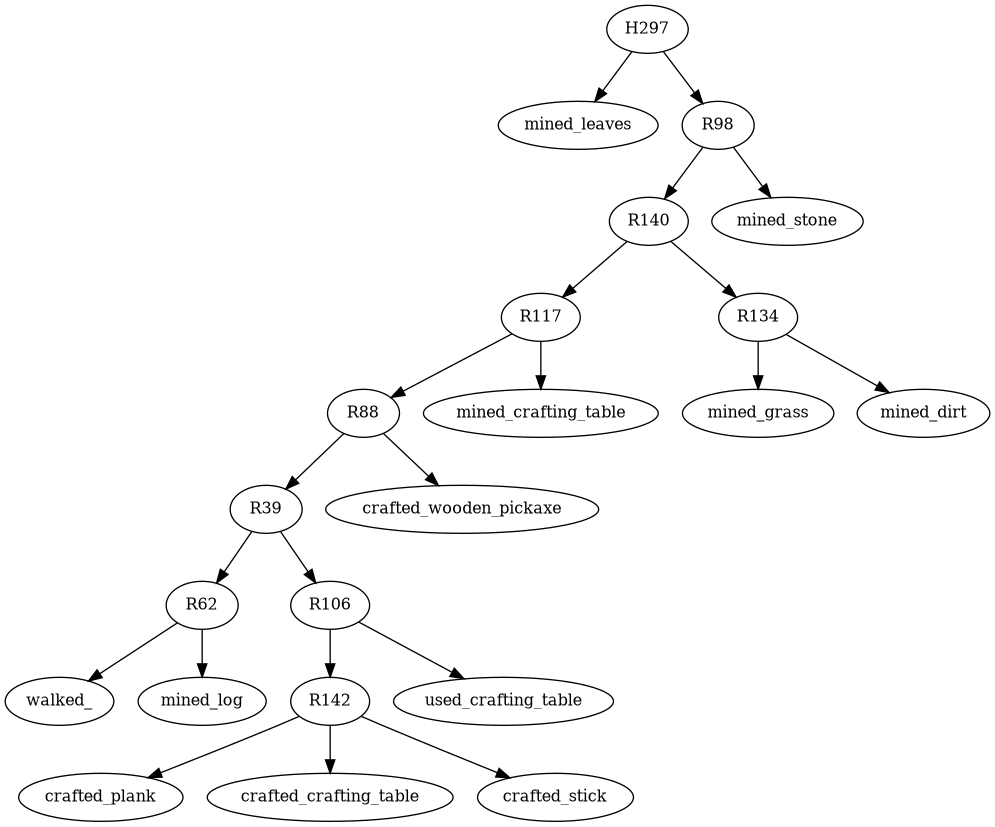 H297
mined_leaves
R98
R140
mined_stone
R117
R134
R88
mined_crafting_table
mined_grass
mined_dirt
R39
crafted_wooden_pickaxe
R62
R106
walked_
mined_log
R142
used_crafting_table
crafted_plank
crafted_crafting_table
crafted_stick